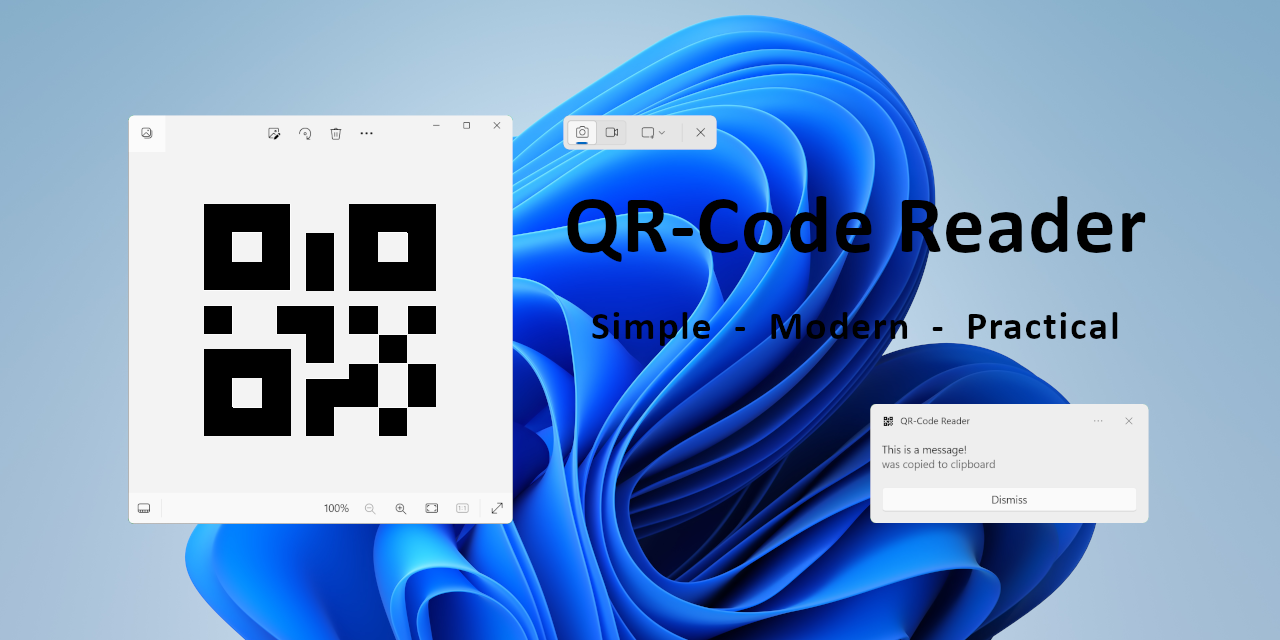 QR-Code Reader
Simple - Modern - Practical
QR-Code Reader
This is a message!
was copied to clipboard
Dismiss
100%